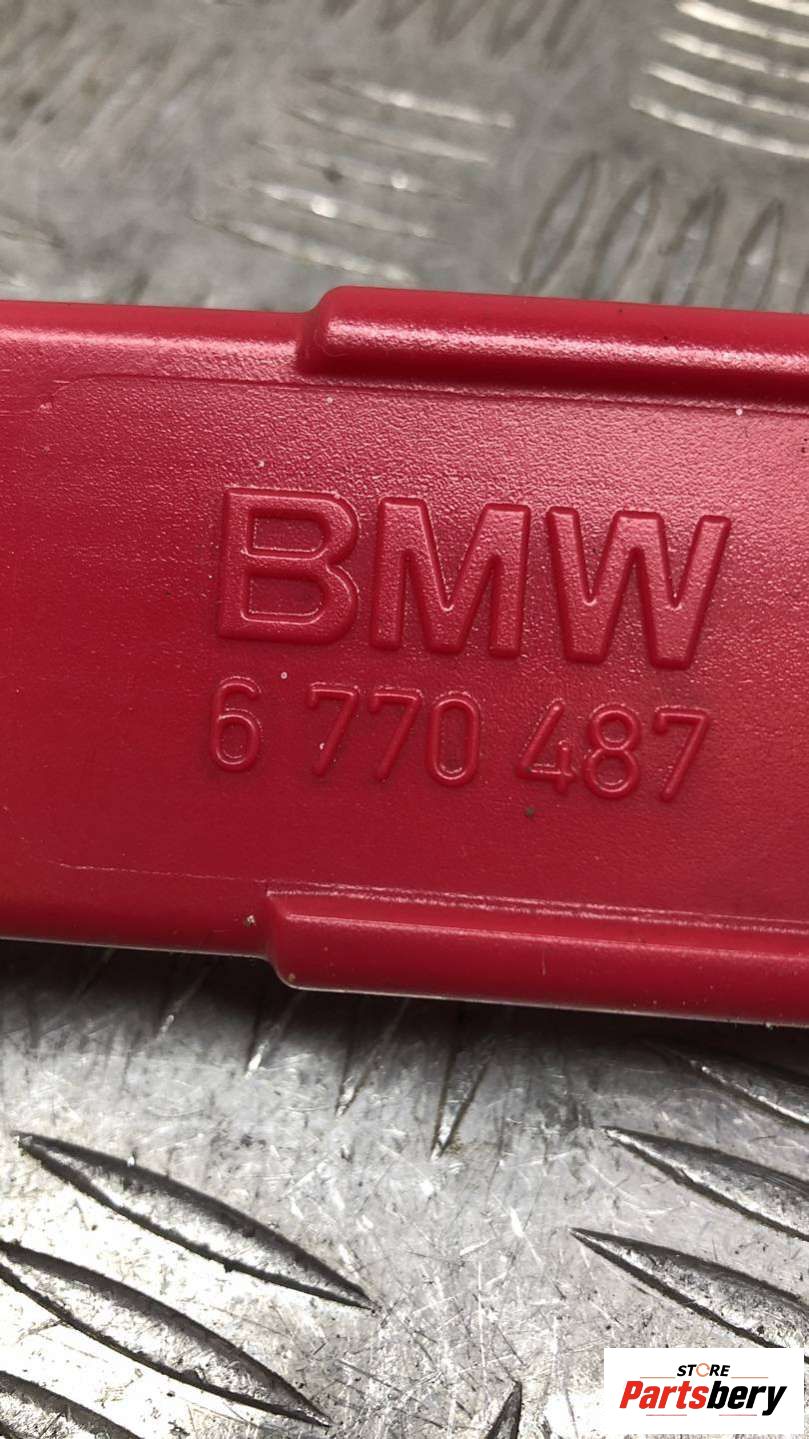 BMW
6 770 487
STORE
Partsbery